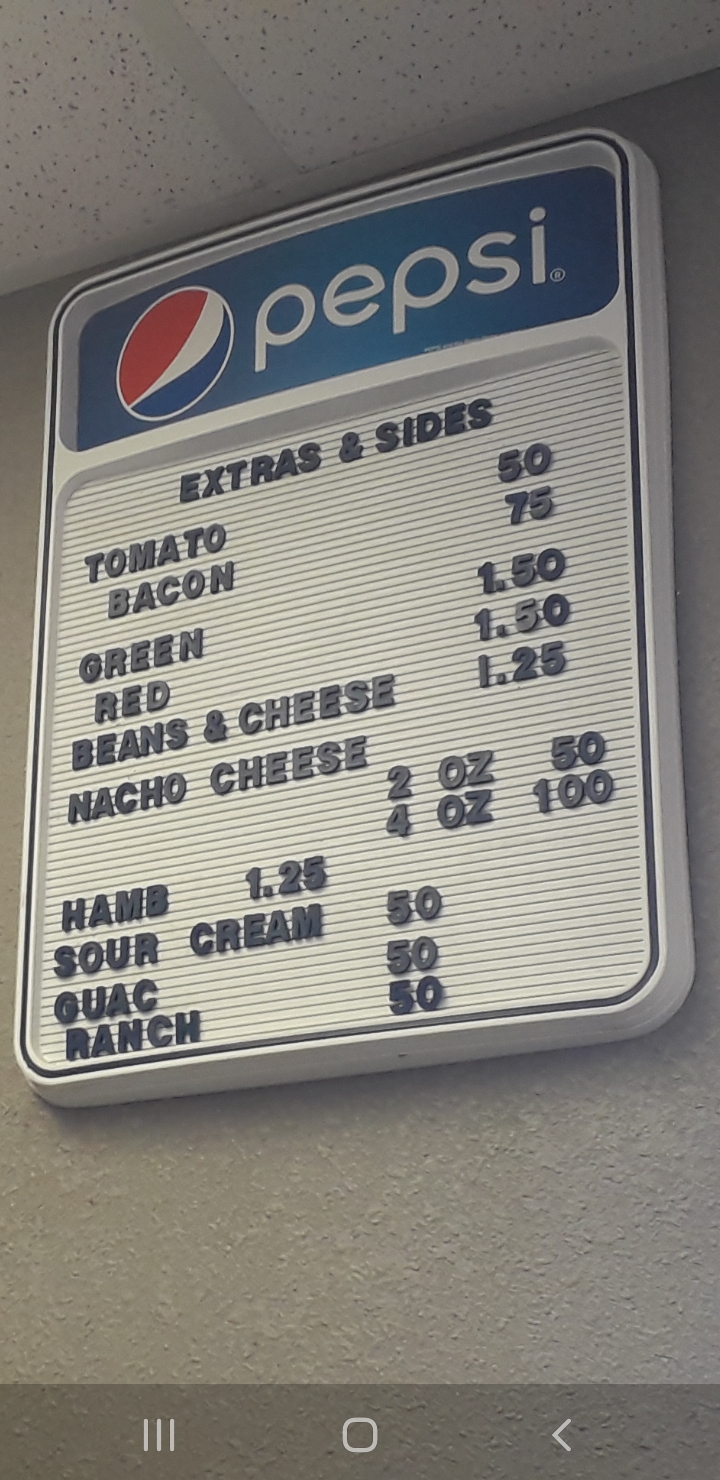 pepsi®
EXTRAS & SIDES
TOMATO 50
BACON 75
GREEN 1.50
RED 1.50
BEANS & CHEESE 1.25
NACHO CHEESE
2 OZ 50
4 OZ 100
HAMB 1.25
SOUR CREAM 50
GUAC 50
RANCH 50